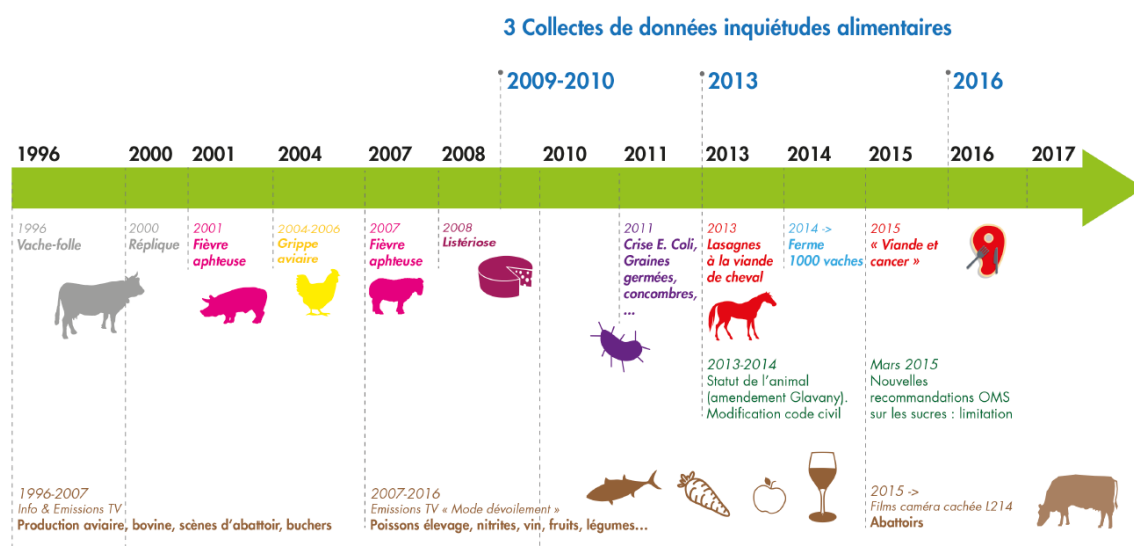 3 Collectes de données inquiétudes alimentaires
2009-2010
2013
2016
1996
2000
2001
2004
2007
2008
2010
2011
2013
2014
2015
2016
2017
1996
Vache-folle
2000
Réplique
2001
Fièvre
aphteuse
2004-2006
Grippe
aviaire
2007
Fièvre
aphteuse
2008
Listériose
2011
Crise E. Coli,
Graines
germées,
concombres,
...
2013
Lasagnes
à la viande
de cheval
2014 ->
Ferme
1000 vaches
2015
« Viande et
cancer »
2013-2014
Statut de l’animal
(amendement Glavany).
Modification code civil
Mars 2015
Nouvelles
recommandations OMS
sur les sucres : limitation
1996-2007
Info & Emissions TV
Production aviaire, bovine, scènes d’abattoir, buchers
2007-2016
Emissions TV « Mode dévoilement »
Poissons élevage, nitrites, vin, fruits, légumes...
2015 ->
Films caméra cachée L214
Abattoirs